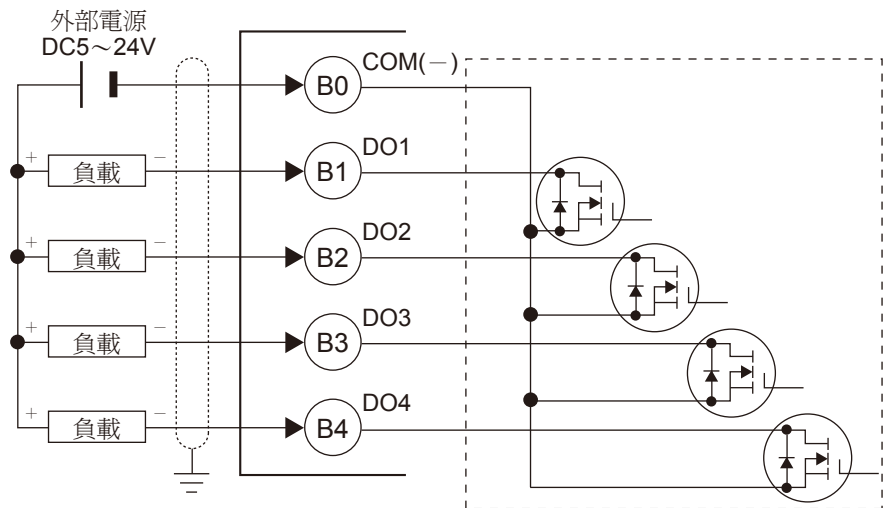 外部電源
DC5～24V
B0 COM(－)
+ 負載 － B1 DO1
+ 負載 － B2 DO2
+ 負載 － B3 DO3
+ 負載 － B4 DO4